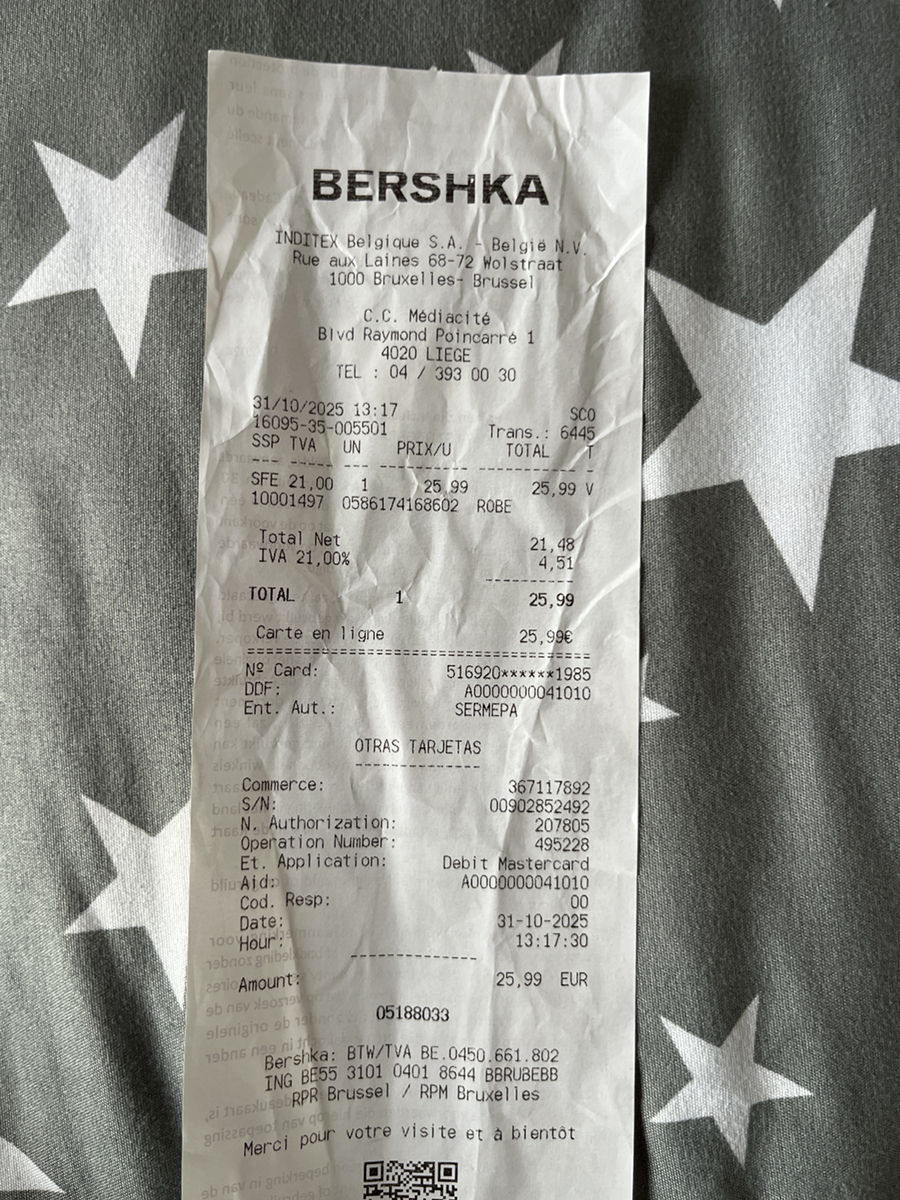 BERSHKA
INDITEX Belgique S.A. - België N.V.
Rue aux Laines 68-72 Wolstraat
1000 Bruxelles- Brussel
C.C. Médiacité
Blvd Raymond Poincarré 1
4020 LIEGE
TEL : 04 / 393 00 30
31/10/2025 13:17 SCO
16095-35-005501 Trans.: 6445
SSP TVA UN PRIX/U TOTAL T
--- ----- --- ----------- ------------ -
SFE 21,00 1 25,99 25,99 V
10001497 0586174168602 ROBE
Total Net 21,48
IVA 21,00% 4,51
-----------
TOTAL 1 25,99
Carte en ligne 25,99€
==========================================
Nº Card: 516920******1985
DDF: A0000000041010
Ent. Aut.: SERMEPA
OTRAS TARJETAS
--------------
Commerce: 367117892
S/N: 00902852492
N. Authorization: 207805
Operation Number: 495228
Et. Application: Debit Mastercard
Aid: A0000000041010
Cod. Resp: 00
Date: 31-10-2025
Hour: 13:17:30
--------------
Amount: 25,99 EUR
05188033
Bershka: BTW/TVA BE.0450.661.802
ING BE55 3101 0401 8644 BBRUBEBB
RPR Brussel / RPM Bruxelles
Merci pour votre visite et à bientôt